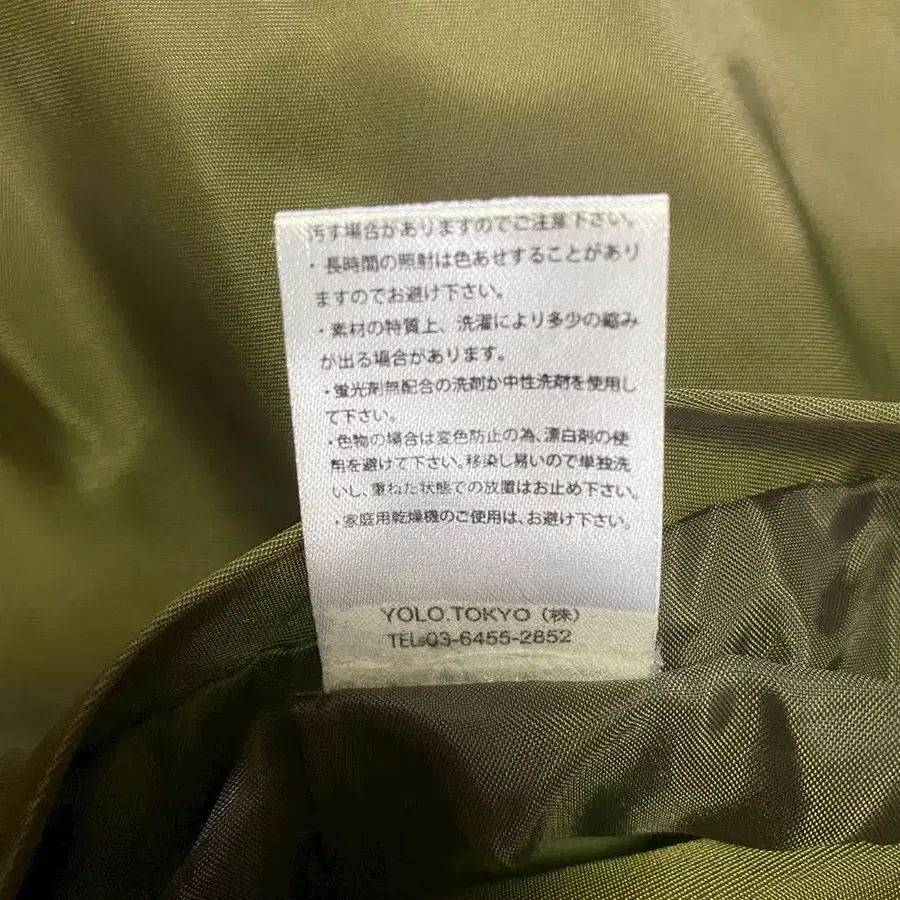 汚す場合がありますのでご注意下さい。
・長時間の照射は色あせすることがあり
ますのでお避け下さい。
・素材の特質上、洗濯により多少の縮み
が出る場合があります。
・蛍光剤無配合の洗剤か中性洗剤を使用し
て下さい。
・色物の場合は変色防止の為、漂白剤の使
用を避けて下さい。移染し易いので単独洗
いし、重ねた状態での放置はお止め下さい。
・家庭用乾燥機のご使用は、お避け下さい。
YOLO.TOKYO (株)
TEL:03-6455-2852